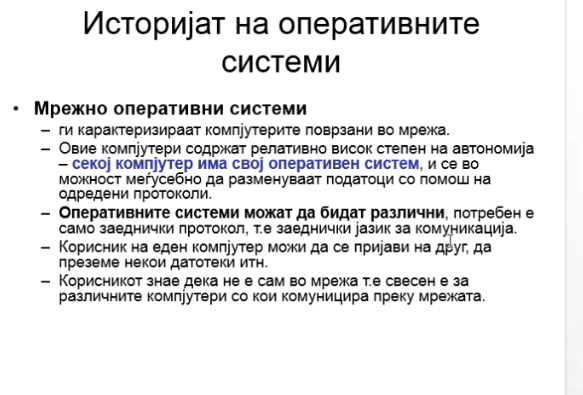 Историјат на оперативните
системи
• Мрежно оперативни системи
– ги карактеризираат компјутерите поврзани во мрежа.
– Овие компјутери содржат релативно висок степен на автономија
– секој компјутер има свој оперативен систем, и се во
можност меѓусебно да разменуваат податоци со помош на
одредени протоколи.
– Оперативните системи можат да бидат различни, потребен е
само заеднички протокол, т.е заеднички јазик за комуникација.
– Корисник на еден компјутер можи да се пријави на друг, да
преземе некои датотеки итн.
– Корисникот знае дека не е сам во мрежа т.е свесен е за
различните компјутери со кои комуницира преку мрежата.